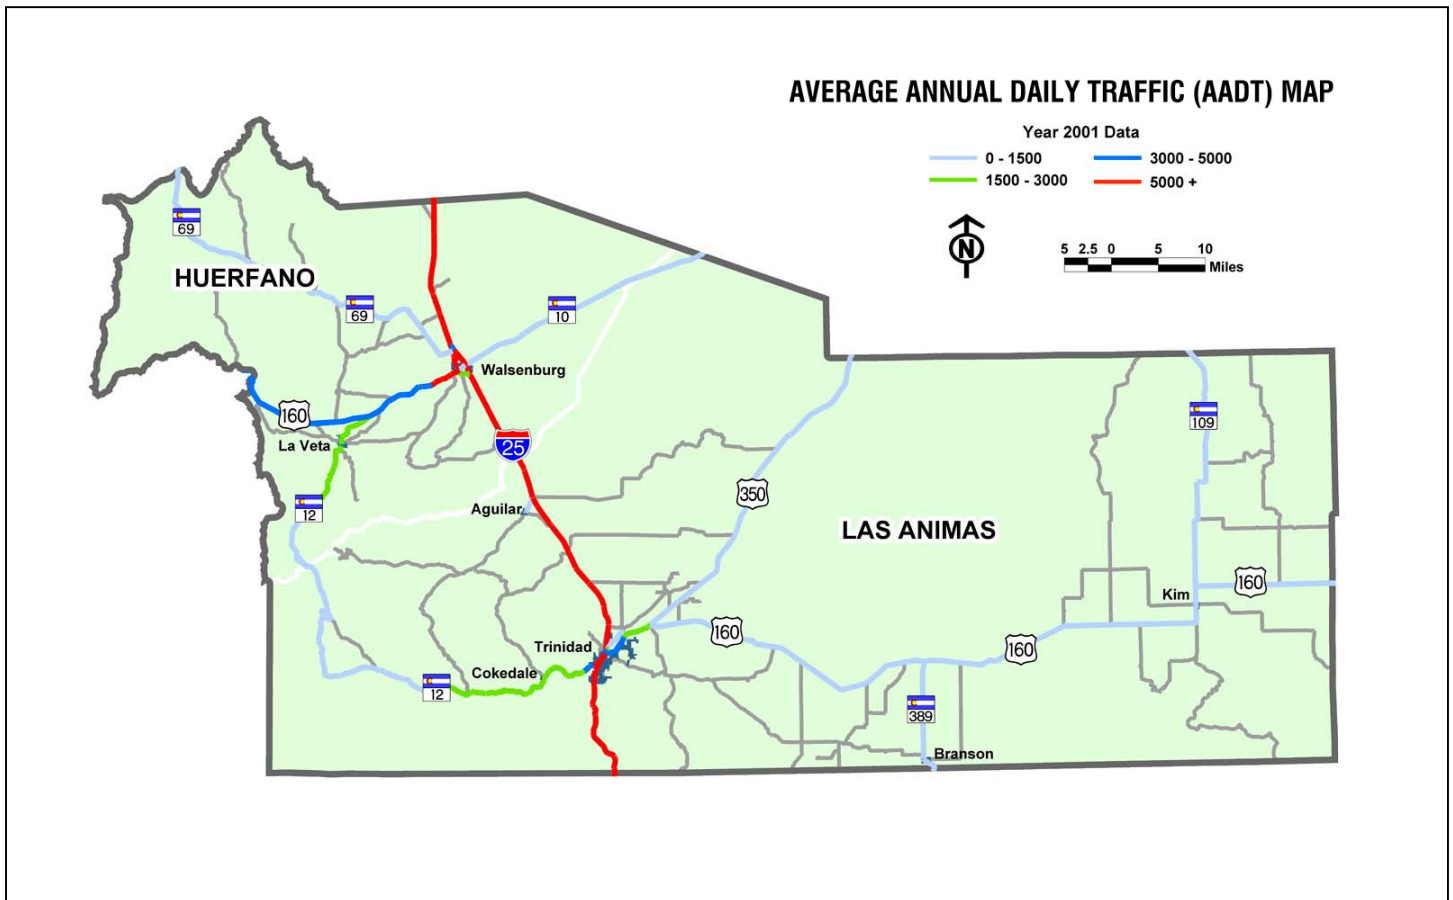 AVERAGE ANNUAL DAILY TRAFFIC (AADT) MAP
Year 2001 Data
0 - 1500
3000 - 5000
1500 - 3000
5000 +
N
5 2.5 0 5 10
Miles
69
HUERFANO
69
10
Walsenburg
160
109
La Veta
25
350
12
Aguilar
LAS ANIMAS
160
Kim
160
Trinidad
160
Cokedale
12
389
Branson